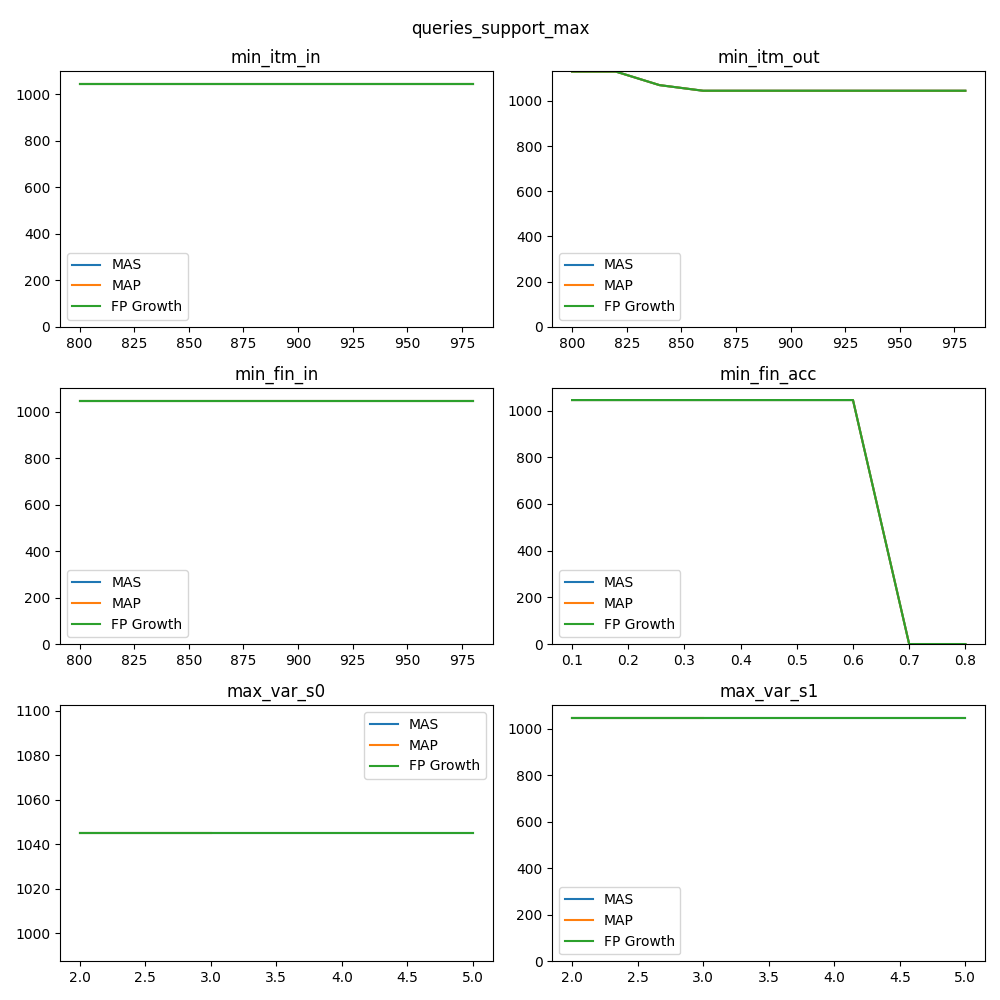 queries_support_max
min_itm_in
1000
800
600
400
200
0
MAS
MAP
FP Growth
800 825 850 875 900 925 950 975
min_itm_out
1000
800
600
400
200
0
MAS
MAP
FP Growth
800 825 850 875 900 925 950 975
min_fin_in
1000
800
600
400
200
0
MAS
MAP
FP Growth
800 825 850 875 900 925 950 975
min_fin_acc
1000
800
600
400
200
0
MAS
MAP
FP Growth
0.1 0.2 0.3 0.4 0.5 0.6 0.7 0.8
max_var_s0
1100
1080
1060
1040
1020
1000
MAS
MAP
FP Growth
2.0 2.5 3.0 3.5 4.0 4.5 5.0
max_var_s1
1000
800
600
400
200
0
MAS
MAP
FP Growth
2.0 2.5 3.0 3.5 4.0 4.5 5.0